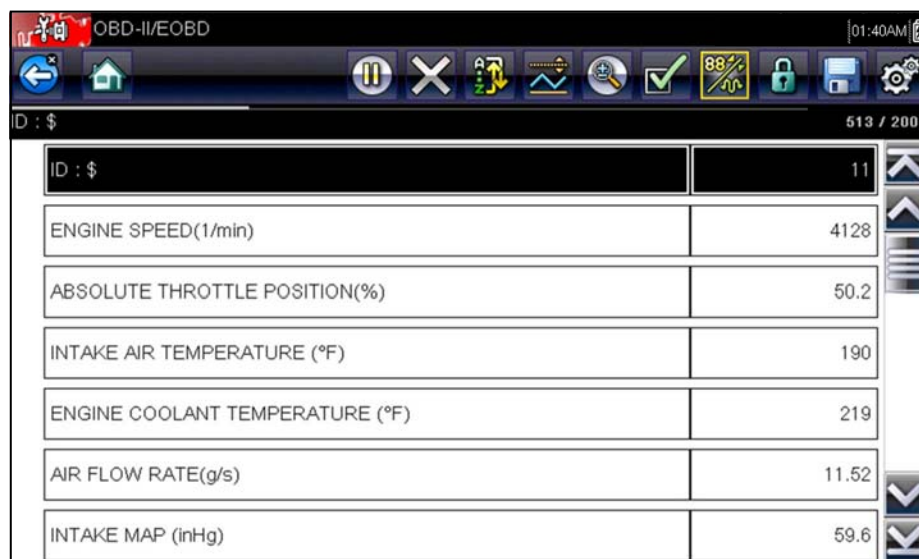 OBD-II/EOBD 01:40AM
ID : $ 513 / 200
ID : $ 11
ENGINE SPEED(1/min) 4128
ABSOLUTE THROTTLE POSITION(%) 50.2
INTAKE AIR TEMPERATURE (°F) 190
ENGINE COOLANT TEMPERATURE (°F) 219
AIR FLOW RATE(g/s) 11.52
INTAKE MAP (inHg) 59.6